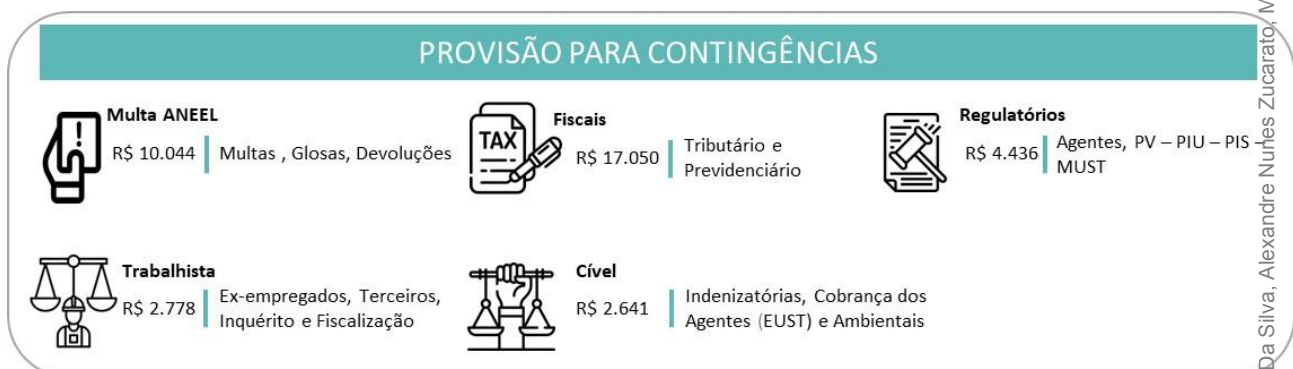 PROVISÃO PARA CONTINGÊNCIAS
Multa ANEEL
R$ 10.044
Multas , Glosas, Devoluções
TAX
Fiscais
R$ 17.050
Tributário e
Previdenciário
Regulatórios
R$ 4.436
Agentes, PV – PIU – PIS –
MUST
Trabalhista
R$ 2.778
Ex-empregados, Terceiros,
Inquérito e Fiscalização
Cível
R$ 2.641
Indenizatórias, Cobrança dos
Agentes (EUST) e Ambientais
Da Silva, Alexandre Nunes Zucarato,